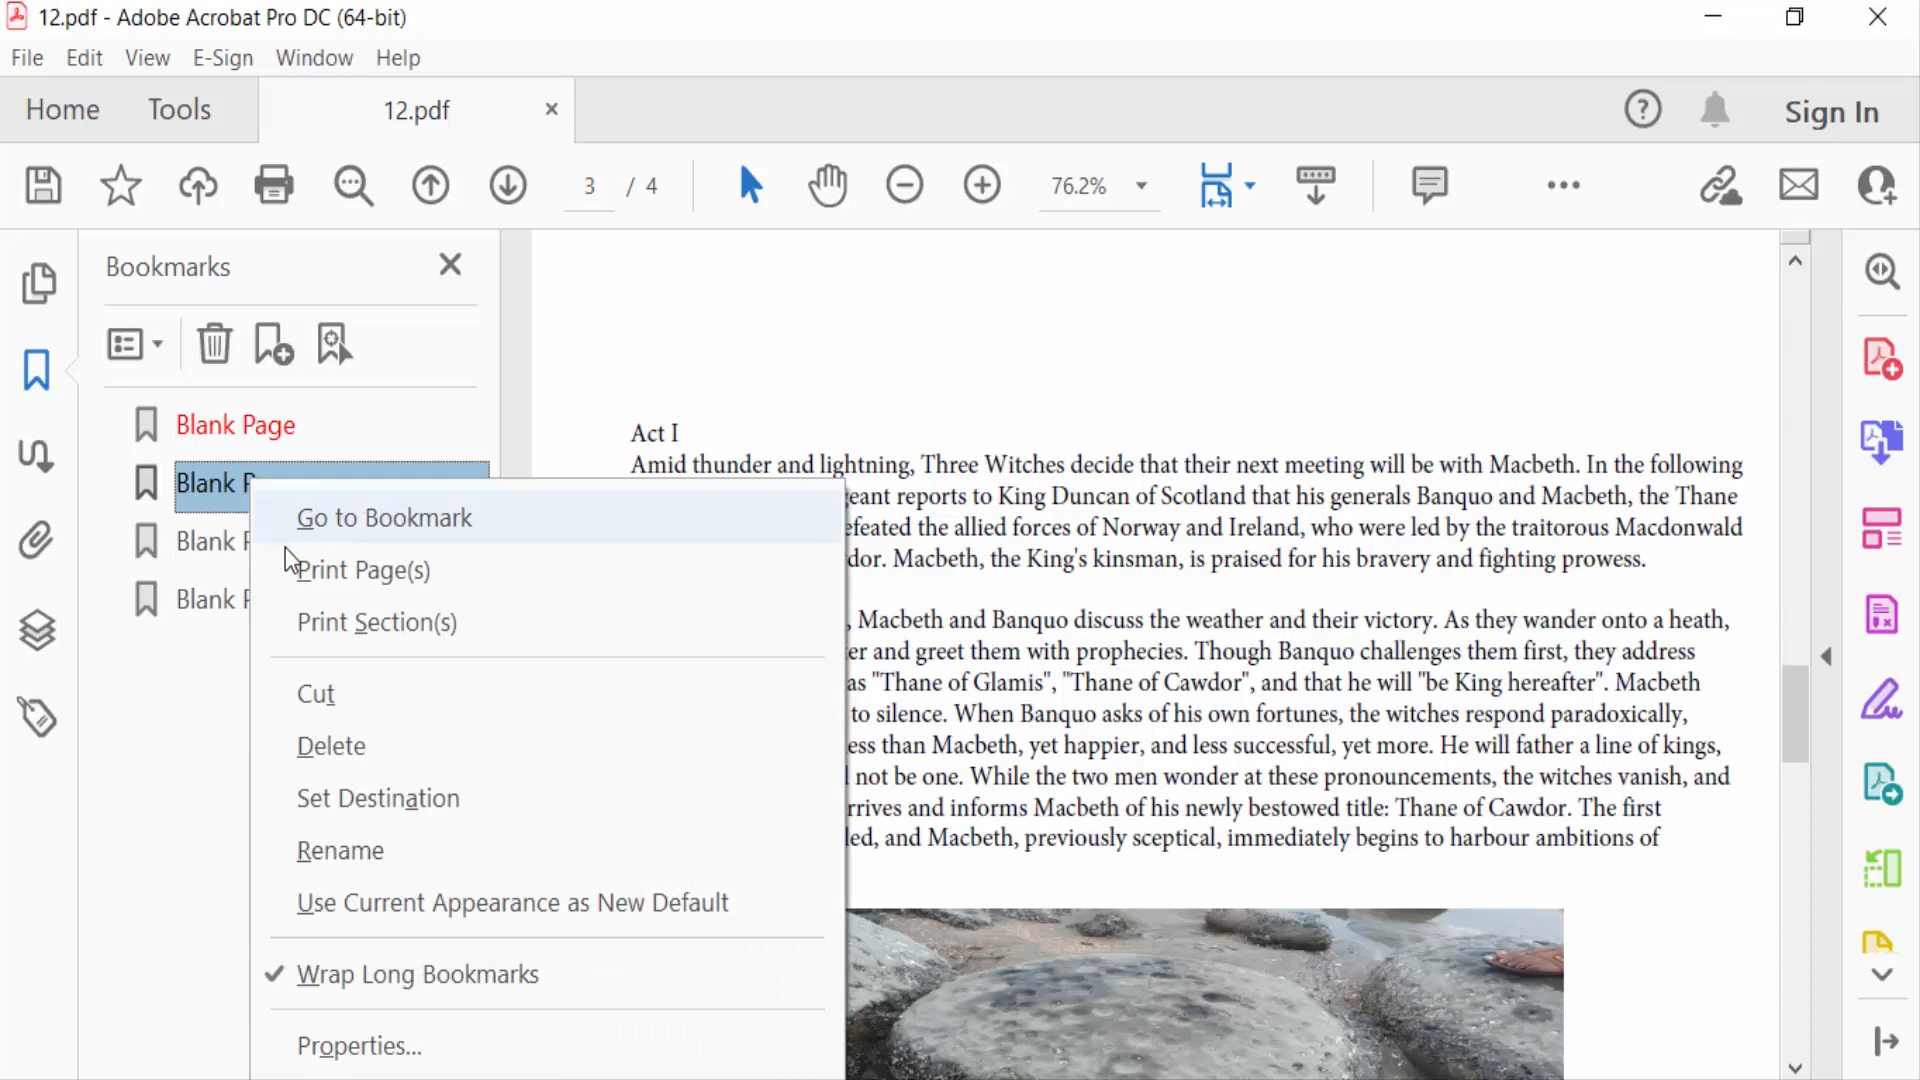 12.pdf - Adobe Acrobat Pro DC (64-bit)
File Edit View E-Sign Window Help
Home Tools 12.pdf Sign In
3 / 4 76.2%
Bookmarks
Blank Page
Blank
Blank
Blank
Go to Bookmark
Print Page(s)
Print Section(s)
Cut
Delete
Set Destination
Rename
Use Current Appearance as New Default
Wrap Long Bookmarks
Properties...
Act I
Amid thunder and lightning, Three Witches decide that their next meeting will be with Macbeth. In the following
reports to King Duncan of Scotland that his generals Banquo and Macbeth, the Thane
the allied forces of Norway and Ireland, who were led by the traitorous Macdonwald
Macbeth, the King's kinsman, is praised for his bravery and fighting prowess.
, Macbeth and Banquo discuss the weather and their victory. As they wander onto a heath,
and greet them with prophecies. Though Banquo challenges them first, they address
as "Thane of Glamis", "Thane of Cawdor", and that he will "be King hereafter". Macbeth
to silence. When Banquo asks of his own fortunes, the witches respond paradoxically,
than Macbeth, yet happier, and less successful, yet more. He will father a line of kings,
not be one. While the two men wonder at these pronouncements, the witches vanish, and
and informs Macbeth of his newly bestowed title: Thane of Cawdor. The first
and Macbeth, previously sceptical, immediately begins to harbour ambitions of